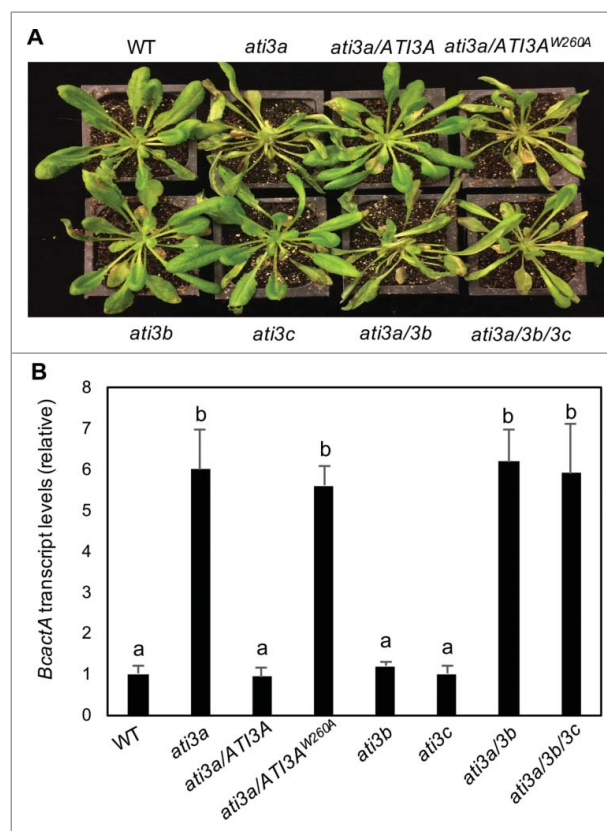 A
WT ati3a ati3a/ATI3A ati3a/ATI3A^W260A
ati3b ati3c ati3a/3b ati3a/3b/3c
B
BcactA transcript levels (relative)
8
7
6
5
4
3
2
1
0
a b a b a a b b
WT ati3a ati3a/ATI3A ati3a/ATI3A^W260A ati3b ati3c ati3a/3b ati3a/3b/3c